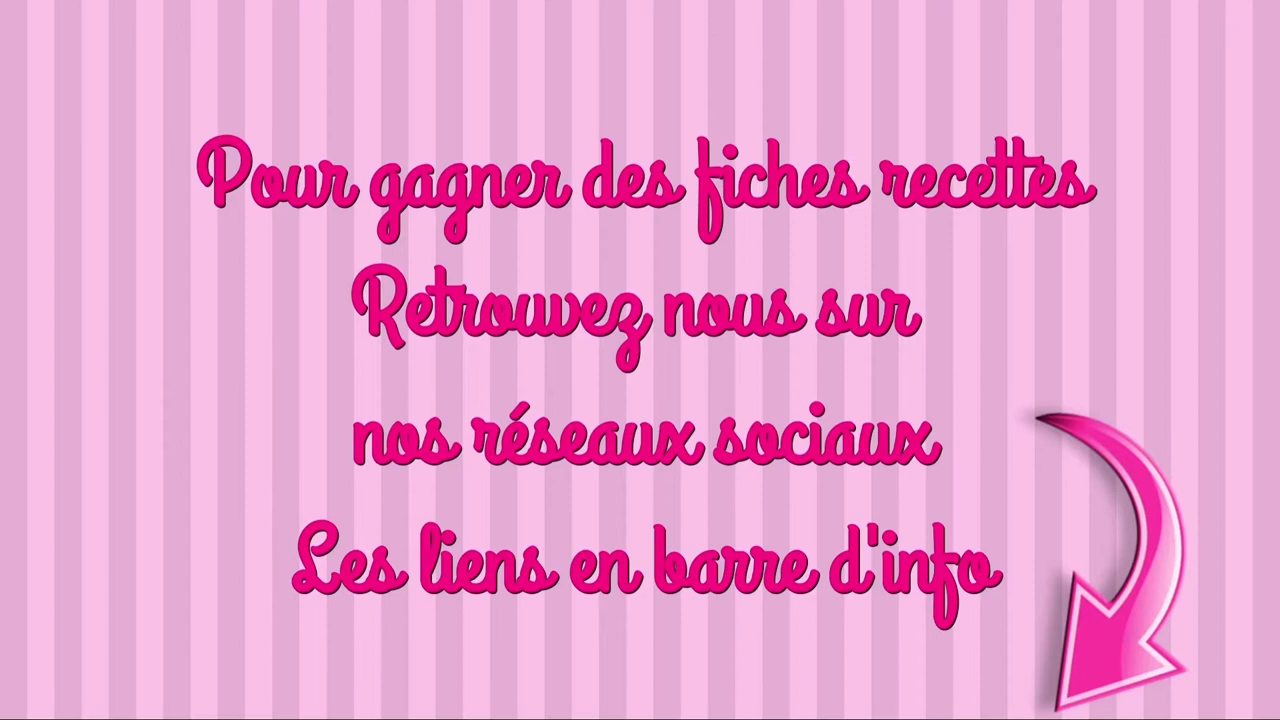 Pour gagner des fiches recettes
Retrouvez nous sur
nos réseaux sociaux
Les liens en barre d'info